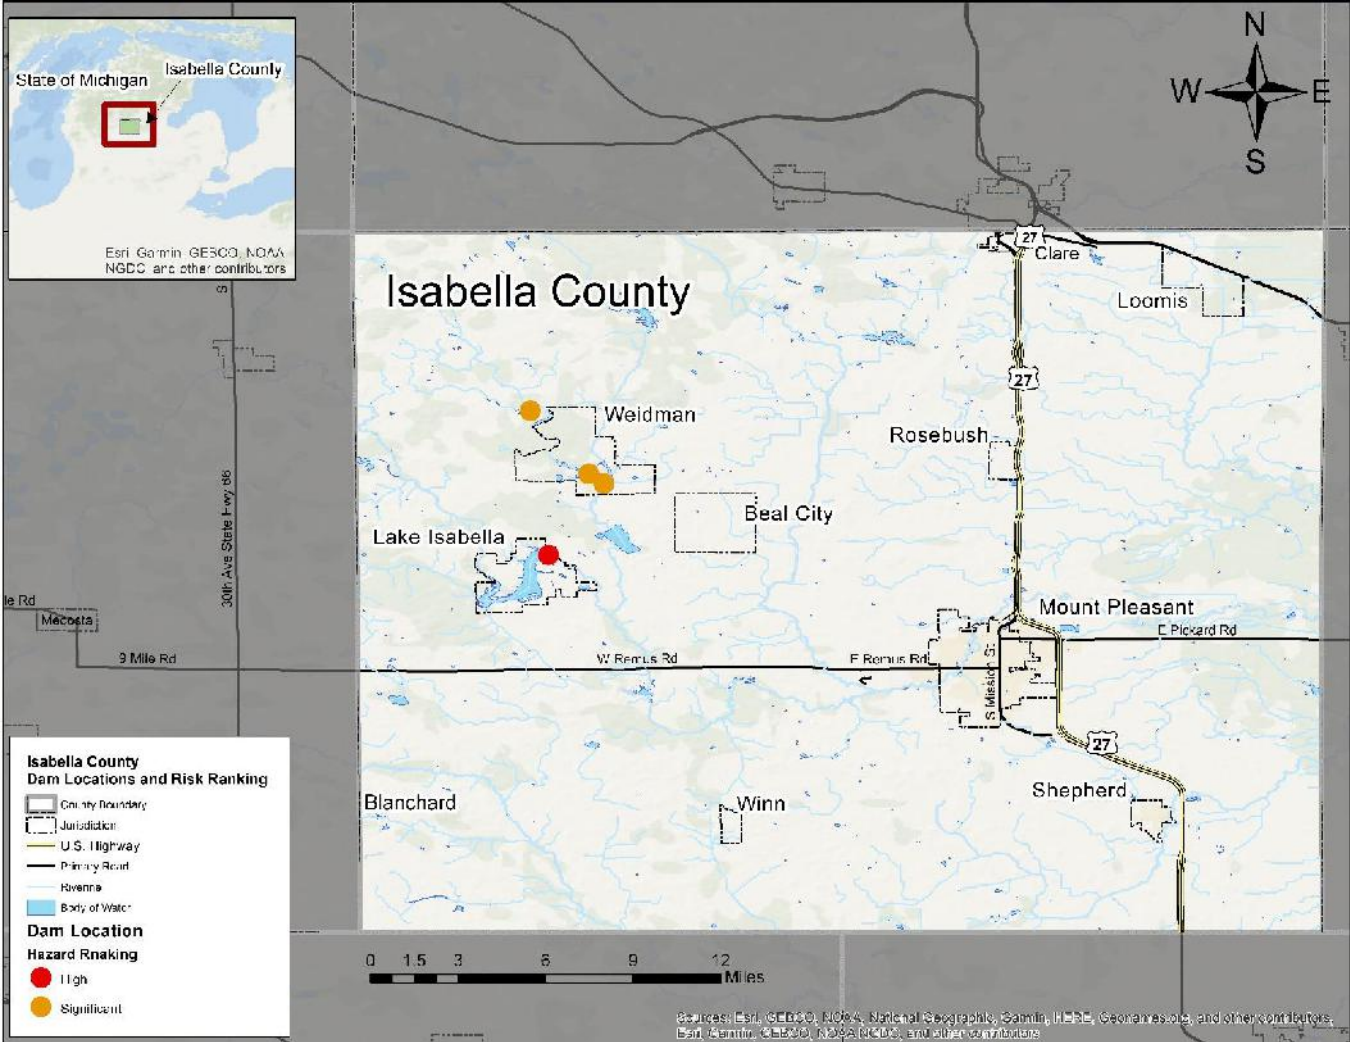 State of Michigan
Isabella County
Esri, Garmin, GEBCO, NOAA
NGDC, and other contributors
N
W
E
S
27
Clare
Isabella County
Loomis
27
Weidman
Rosebush
Beal City
Lake Isabella
30th Ave State Hwy 66
le Rd
Mecosta
Mount Pleasant
E Pickard Rd
9 Mile Rd
W Remus Rd
E Remus Rd
S Mission St
27
Shepherd
Blanchard
Winn
Isabella County
Dam Locations and Risk Ranking
County Boundary
Jurisdiction
U.S. Highway
Primary Road
Riverine
Body of Water
Dam Location
Hazard Rnaking
High
Significant
0 1.5 3 6 9 12
Miles
Sources: Esri, GEBCO, NOAA, National Geographic, Garmin, HERE, Geonames.org, and other contributors,
Esri, Garmin, GEBCO, NOAA NGDC, and other contributors